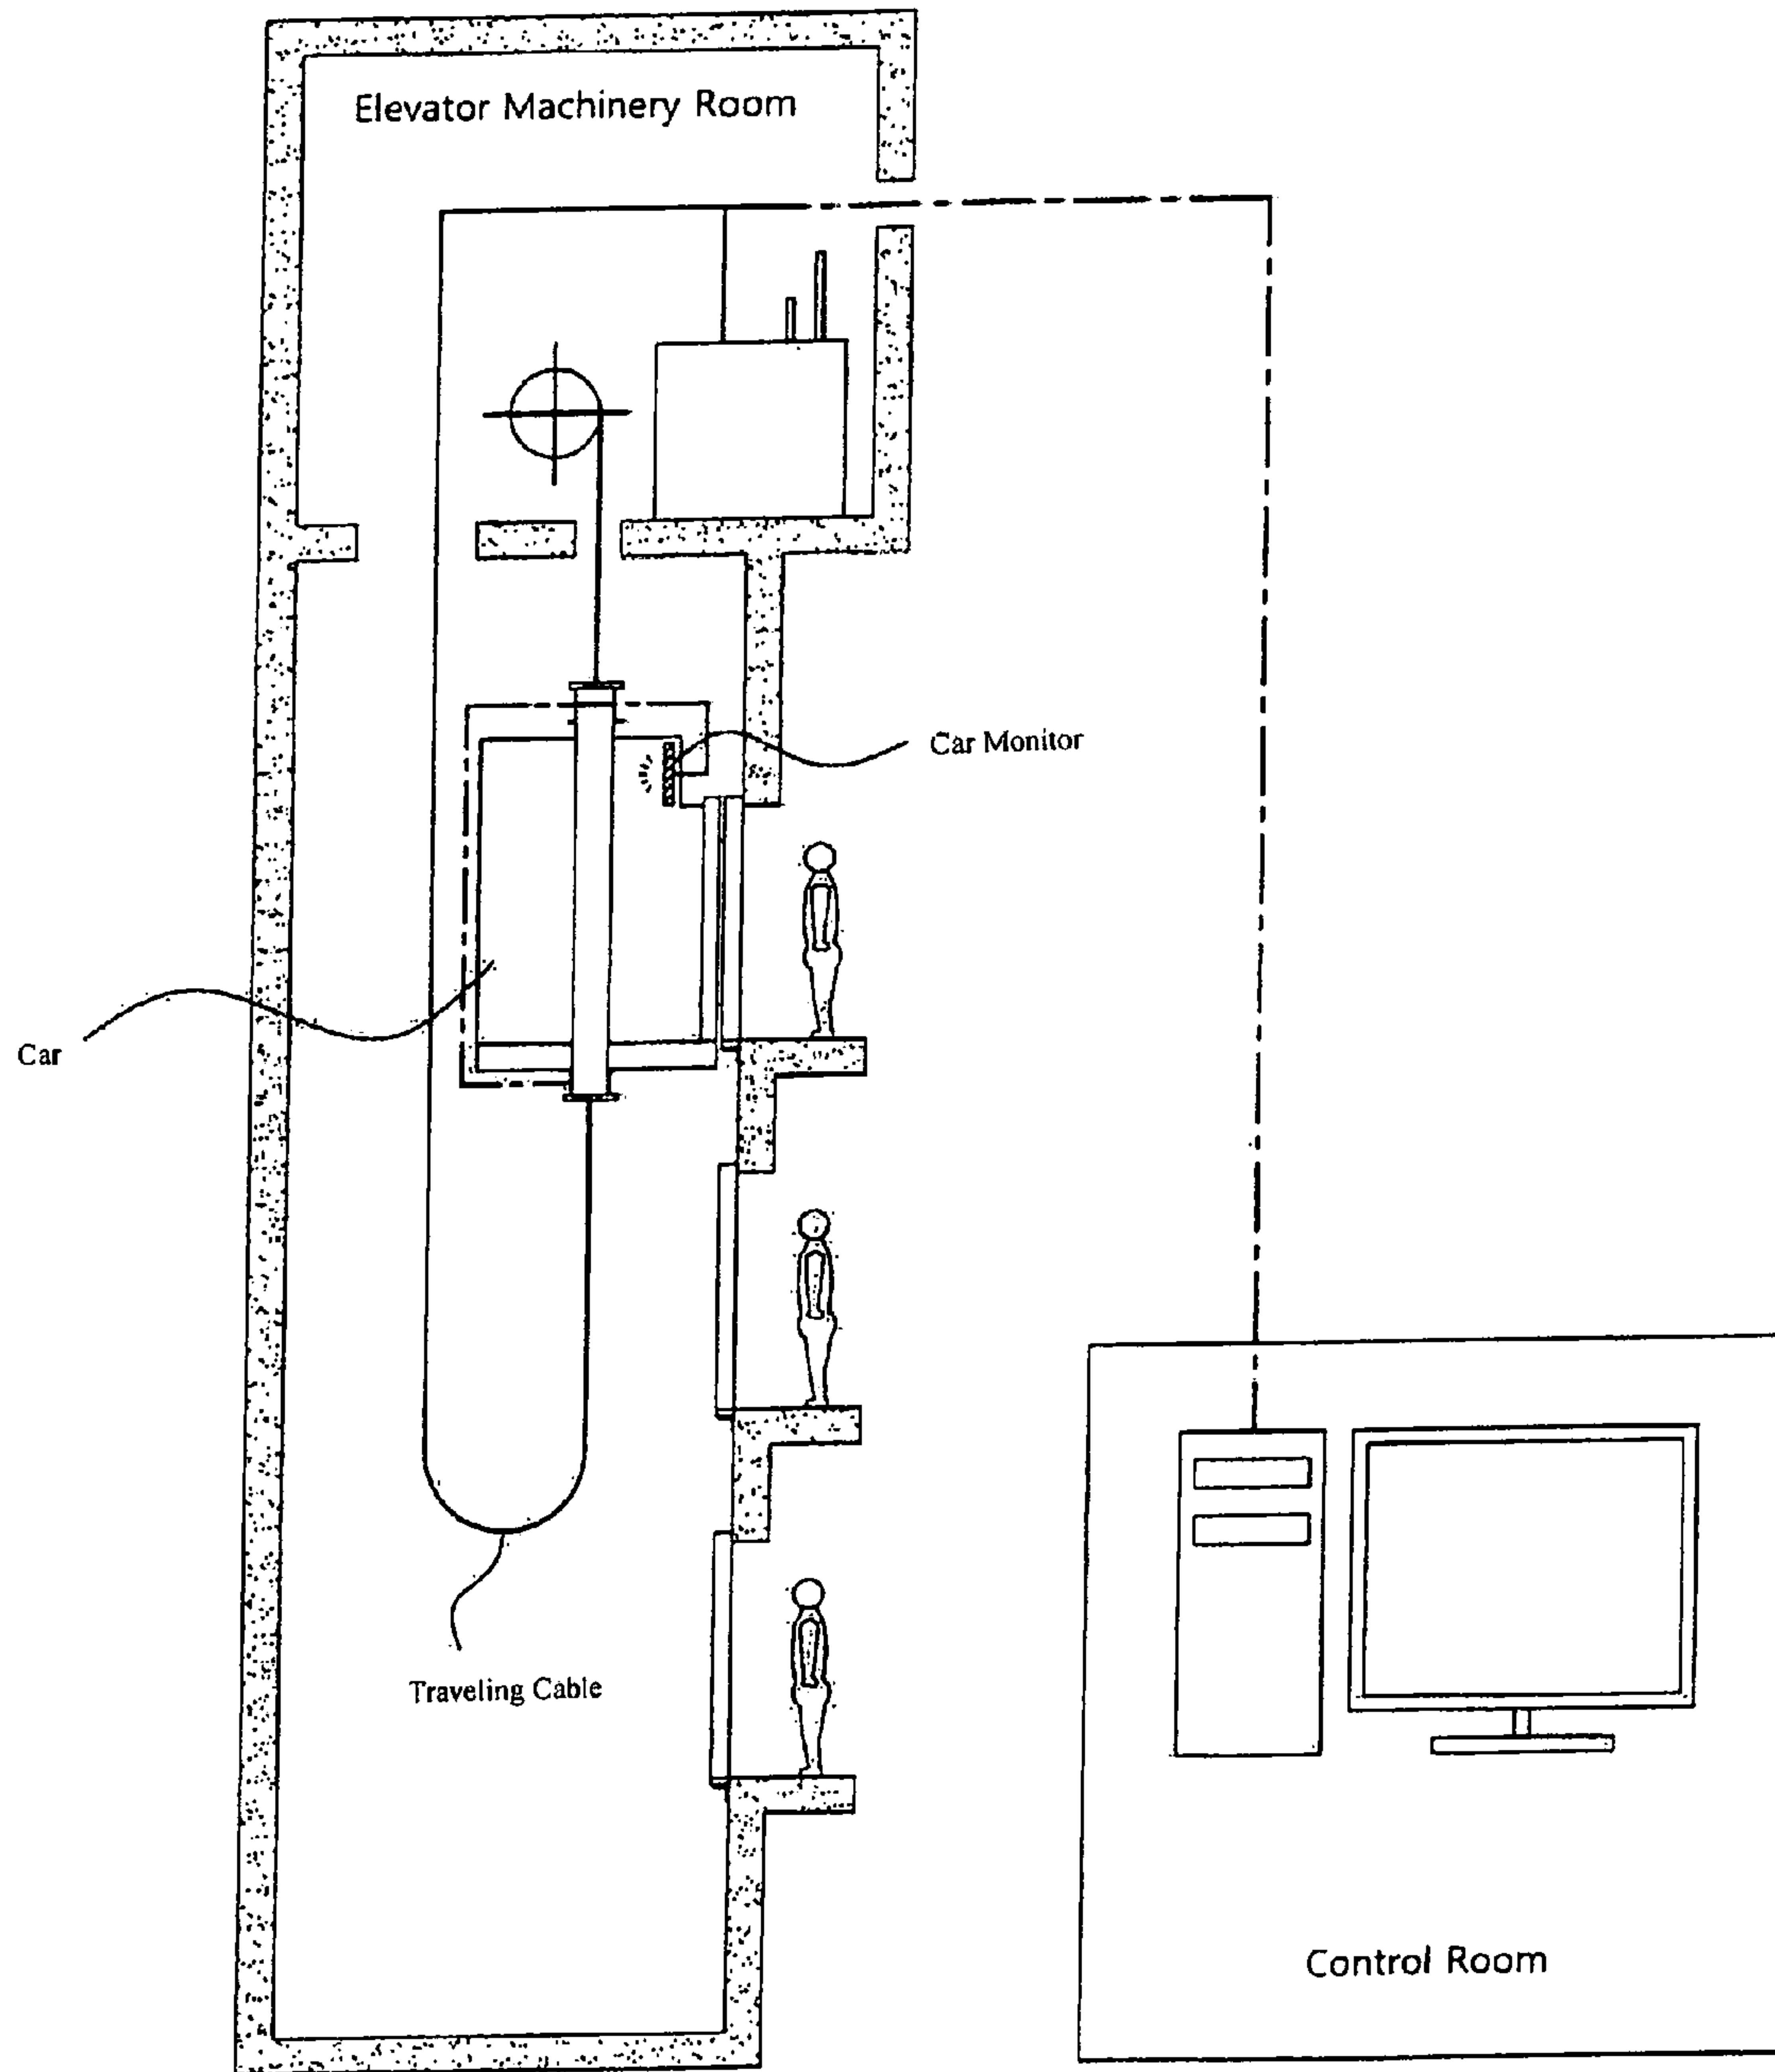 Elevator Machinery Room
Car Monitor
Car
Traveling Cable
Control Room